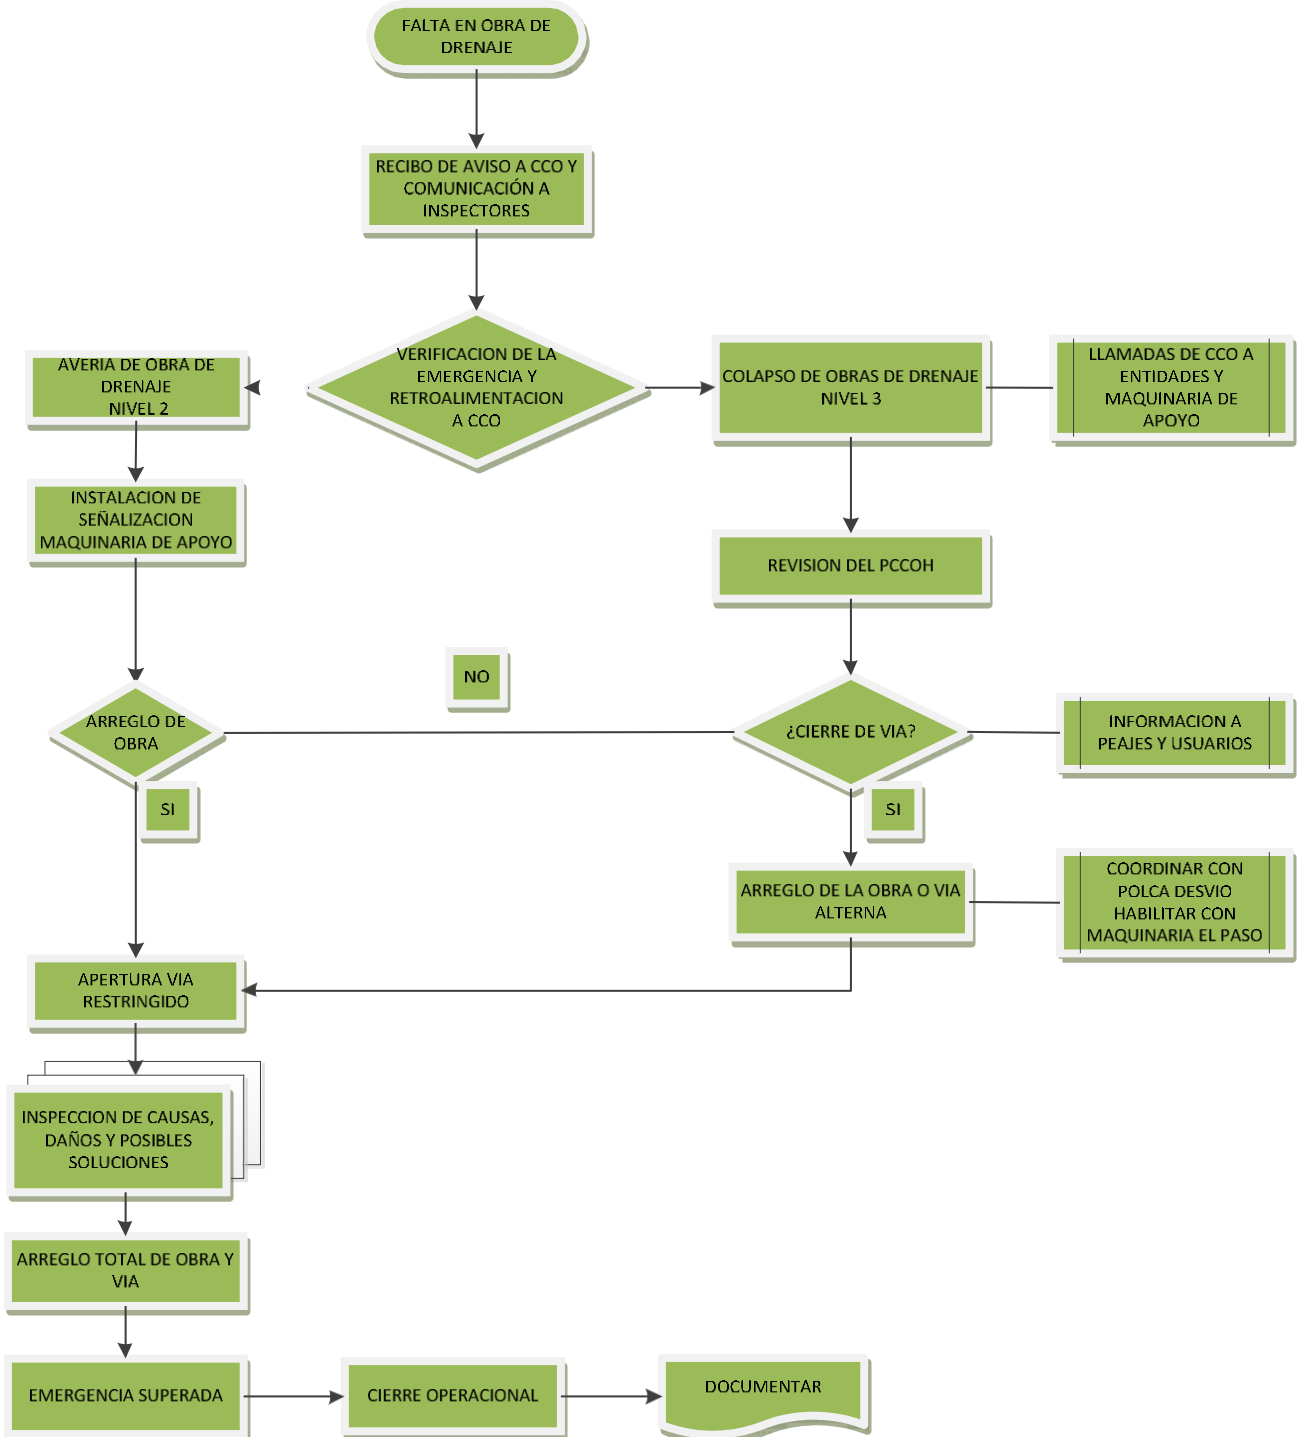 FALTA EN OBRA DE
DRENAJE
RECIBO DE AVISO A CCO Y
COMUNICACIÓN A
INSPECTORES
VERIFICACION DE LA
EMERGENCIA Y
RETROALIMENTACION
A CCO
AVERIA DE OBRA DE
DRENAJE
NIVEL 2
COLAPSO DE OBRAS DE DRENAJE
NIVEL 3
LLAMADAS DE CCO A
ENTIDADES Y
MAQUINARIA DE
APOYO
INSTALACION DE
SEÑALIZACION
MAQUINARIA DE APOYO
REVISION DEL PCCOH
NO
ARREGLO DE
OBRA
¿CIERRE DE VIA?
INFORMACION A
PEAJES Y USUARIOS
SI
SI
ARREGLO DE LA OBRA O VIA
ALTERNA
COORDINAR CON
POLCA DESVIO
HABILITAR CON
MAQUINARIA EL PASO
APERTURA VIA
RESTRINGIDO
INSPECCION DE CAUSAS,
DAÑOS Y POSIBLES
SOLUCIONES
ARREGLO TOTAL DE OBRA Y
VIA
EMERGENCIA SUPERADA
CIERRE OPERACIONAL
DOCUMENTAR